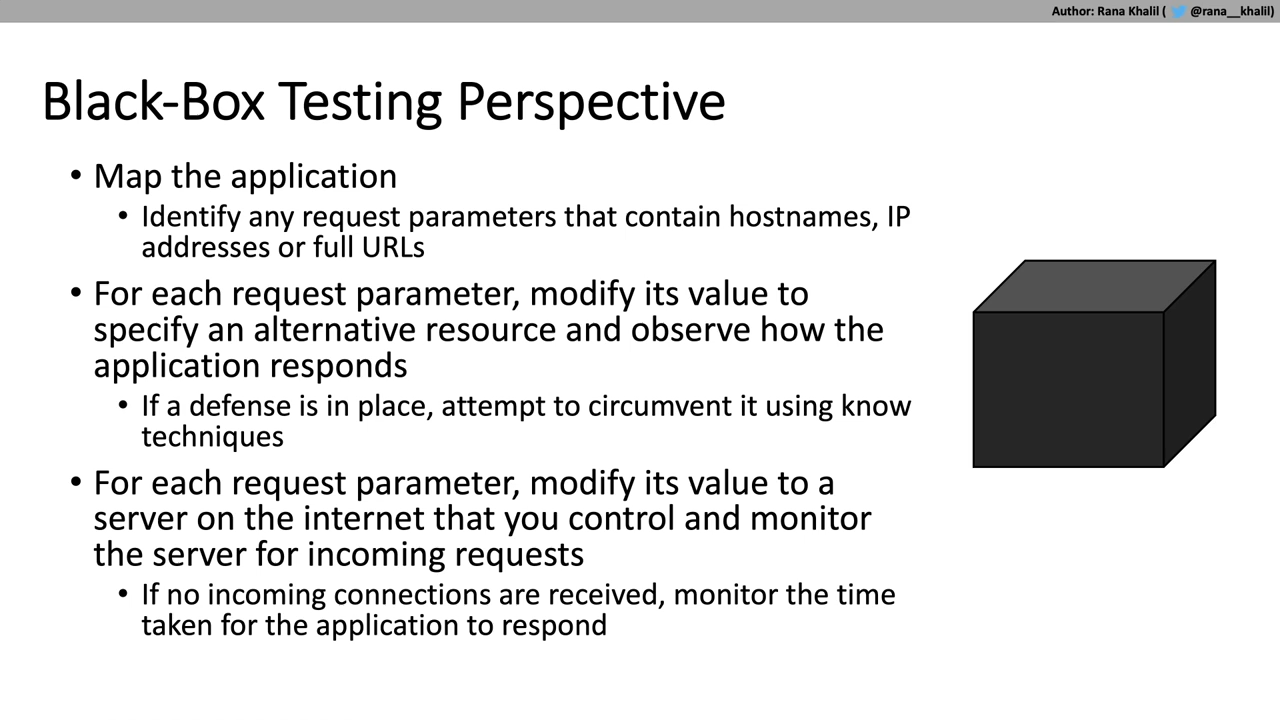 Author: Rana Khalil ( @rana__khalil)
Black-Box Testing Perspective
• Map the application
• Identify any request parameters that contain hostnames, IP
addresses or full URLs
• For each request parameter, modify its value to
specify an alternative resource and observe how the
application responds
• If a defense is in place, attempt to circumvent it using know
techniques
• For each request parameter, modify its value to a
server on the internet that you control and monitor
the server for incoming requests
• If no incoming connections are received, monitor the time
taken for the application to respond